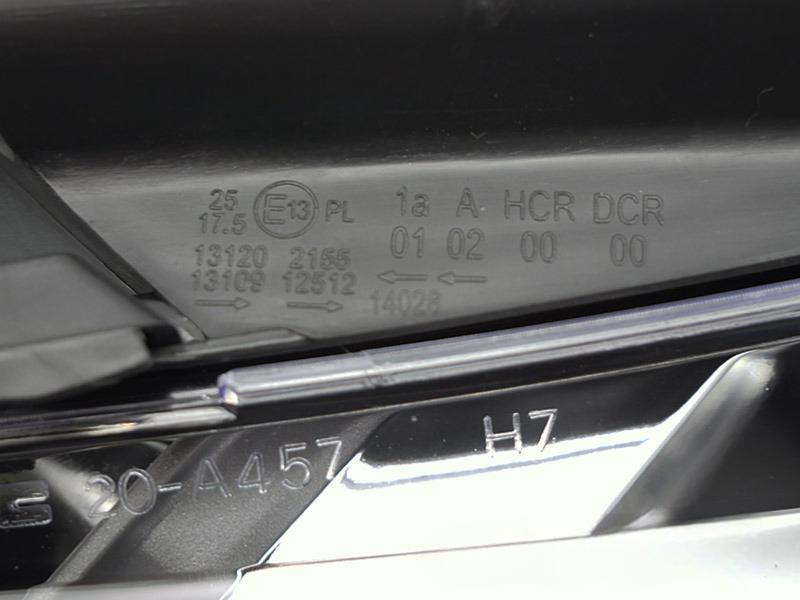 25 E13 PL 1a A HCR DCR
17.5 01 02 00 00
13120 2155
13109 12512 ← ←
→ → 14028
H7
20-A457